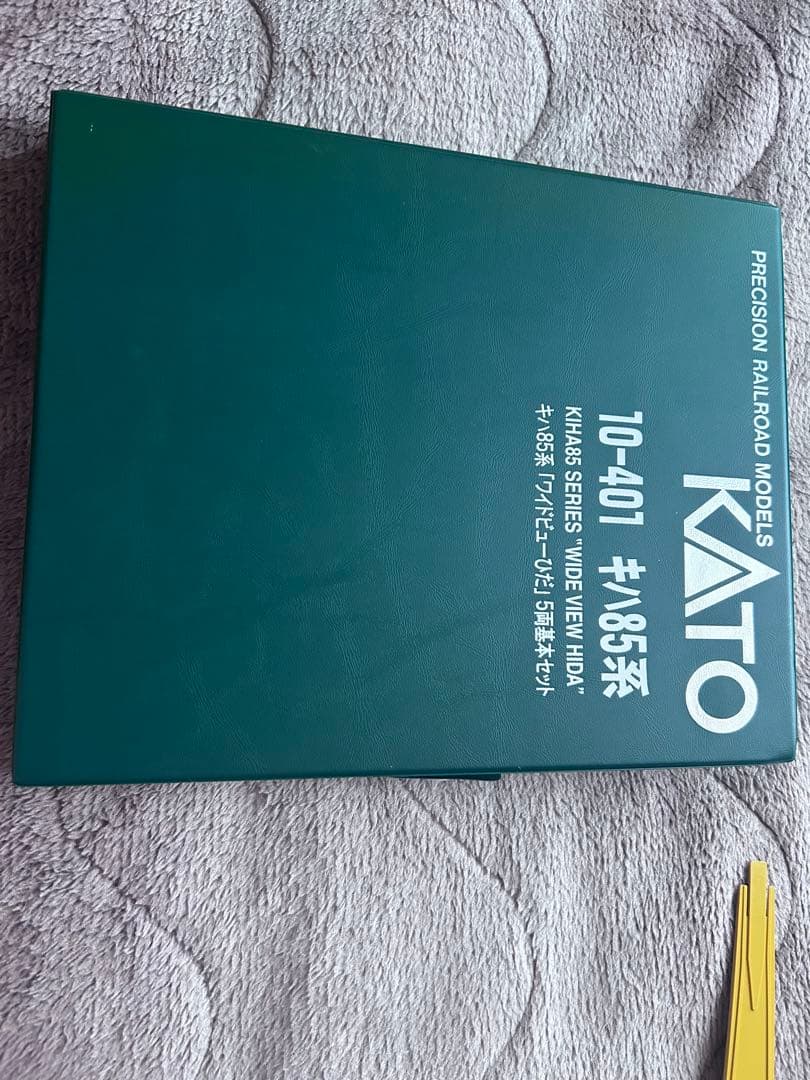 PRECISION RAILROAD MODELS
KATO
10-401 キハ85系
KIHA85 SERIES "WIDE VIEW HIDA"
キハ85系「ワイドビューひだ」5両基本セット